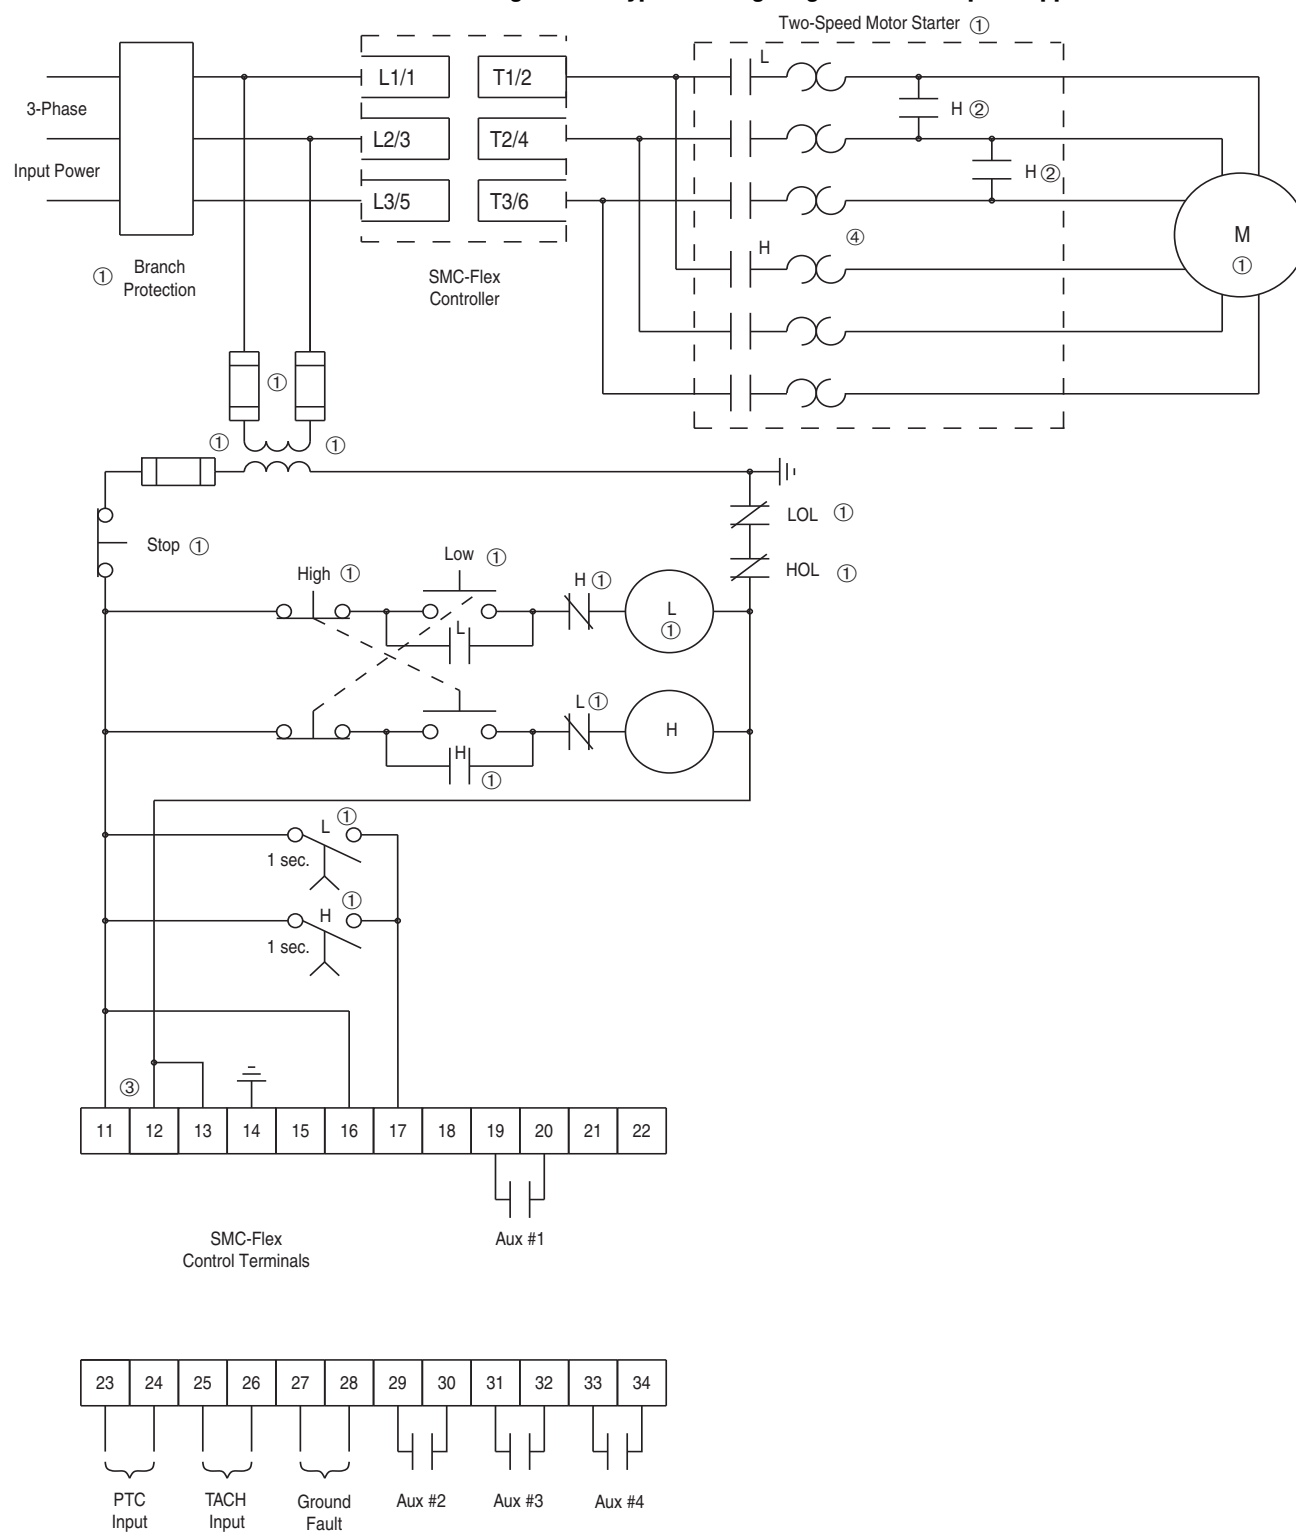 Two-Speed Motor Starter ①
L
L1/1 T1/2
3-Phase
H ②
L2/3 T2/4
Input Power
H ②
L3/5 T3/6
④
H
M
①
① Branch
Protection
SMC-Flex
Controller
①
① ①
LOL ①
Stop ①
Low ①
High ①
HOL ①
H ①
L
①
L
L ①
H
H
①
L ①
1 sec.
①
H
1 sec.
③
11 12 13 14 15 16 17 18 19 20 21 22
SMC-Flex
Control Terminals
Aux #1
23 24 25 26 27 28 29 30 31 32 33 34
PTC
Input
TACH
Input
Ground
Fault
Aux #2
Aux #3
Aux #4